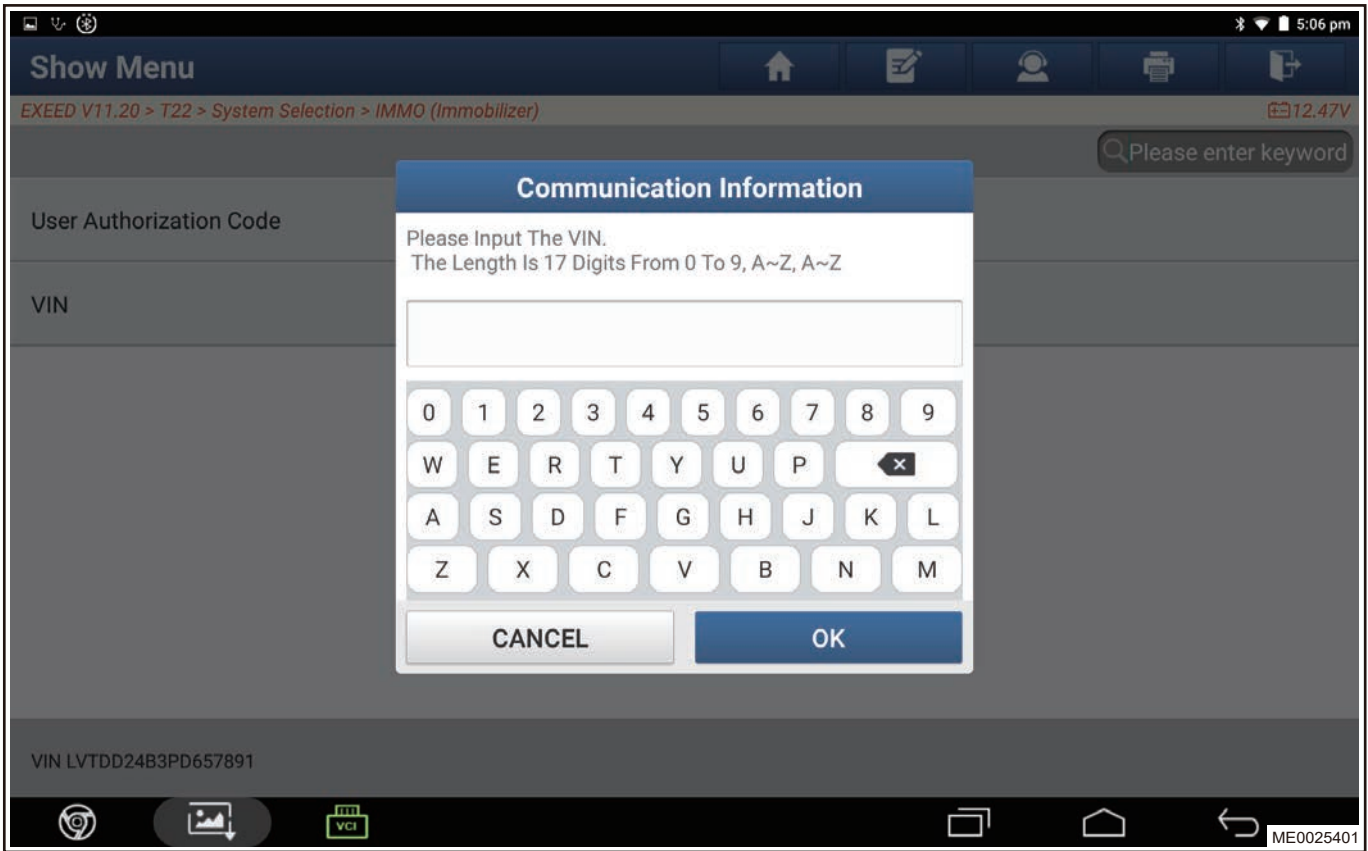 5:06 pm
Show Menu
EXEED V11.20 > T22 > System Selection > IMMO (Immobilizer)
12.47V
Please enter keyword
Communication Information
User Authorization Code
Please Input The VIN.
The Length Is 17 Digits From 0 To 9, A~Z, A~Z
VIN
0 1 2 3 4 5 6 7 8 9
W E R T Y U P
A S D F G H J K L
Z X C V B N M
CANCEL OK
VIN LVTDD24B3PD657891
VCI
ME0025401